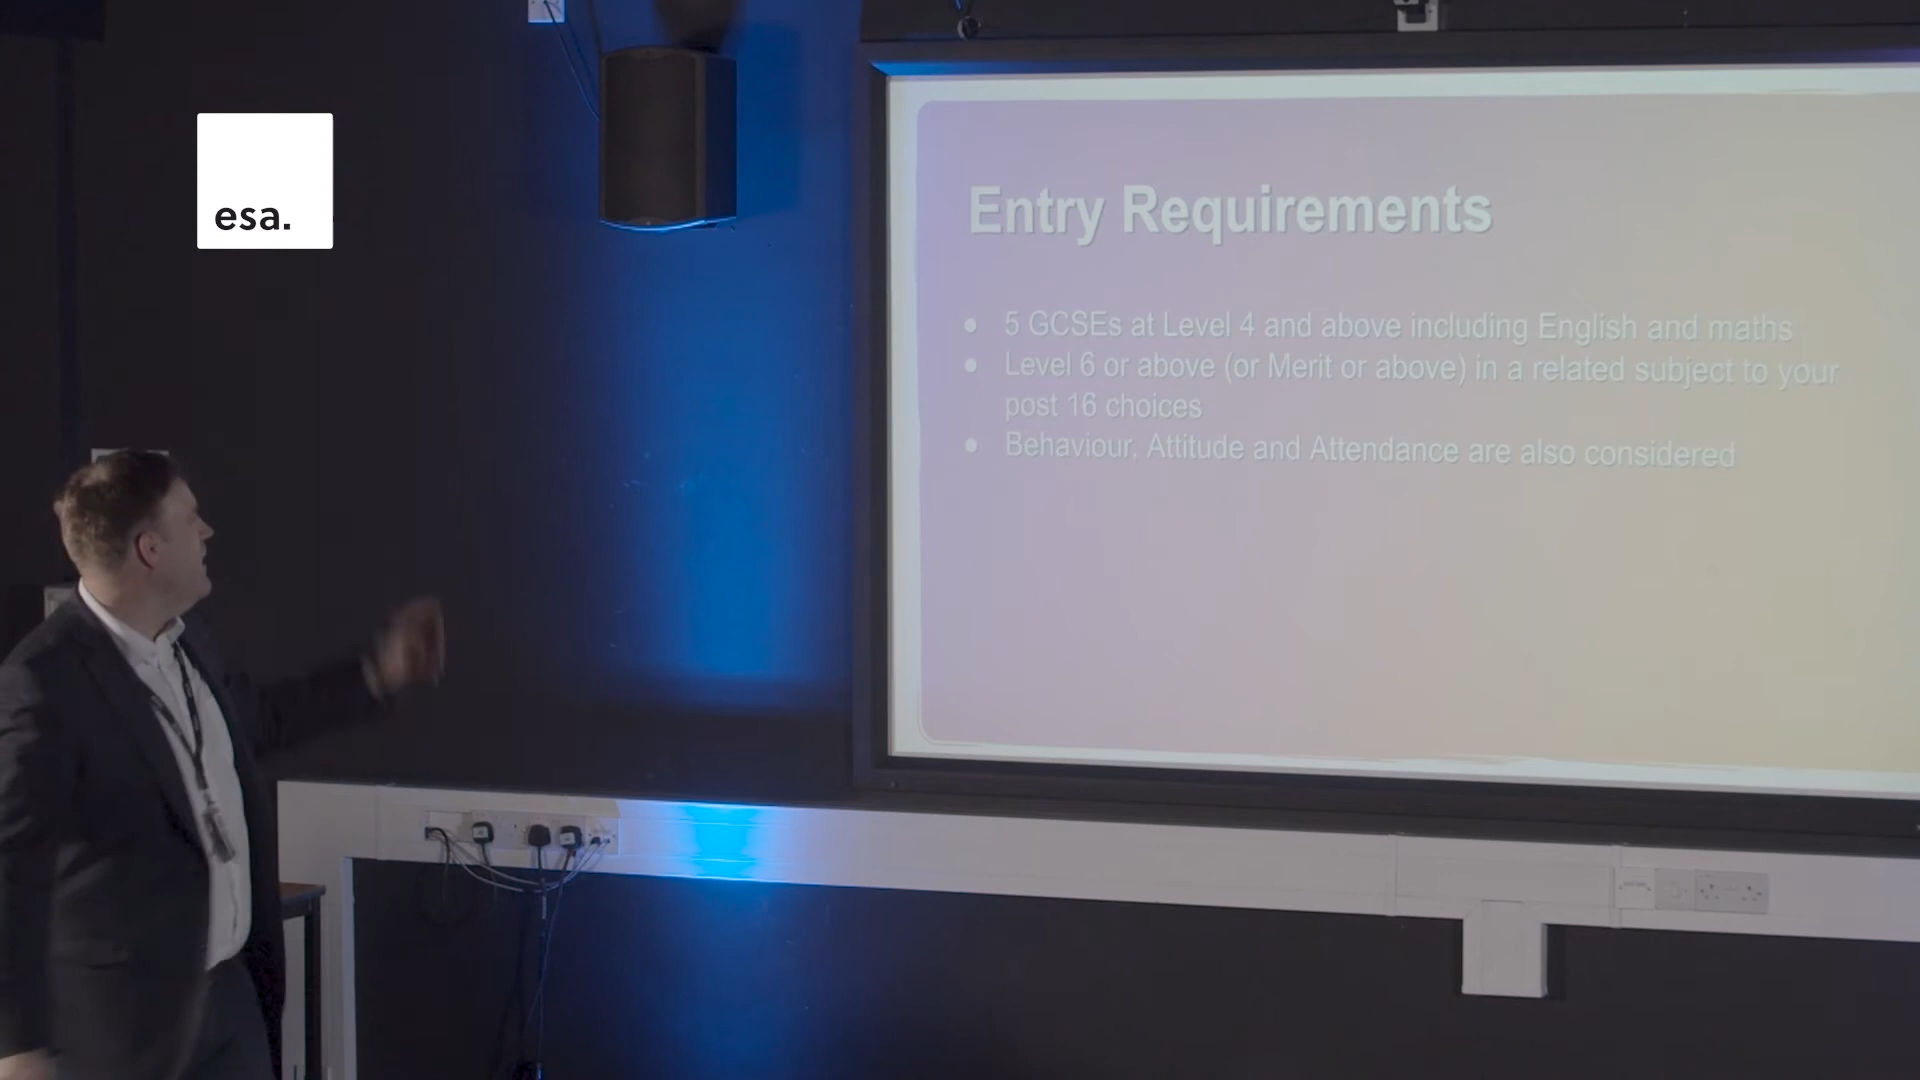 esa.
Entry Requirements
● 5 GCSEs at Level 4 and above including English and maths
● Level 6 or above (or Merit or above) in a related subject to your
post 16 choices
● Behaviour, Attitude and Attendance are also considered